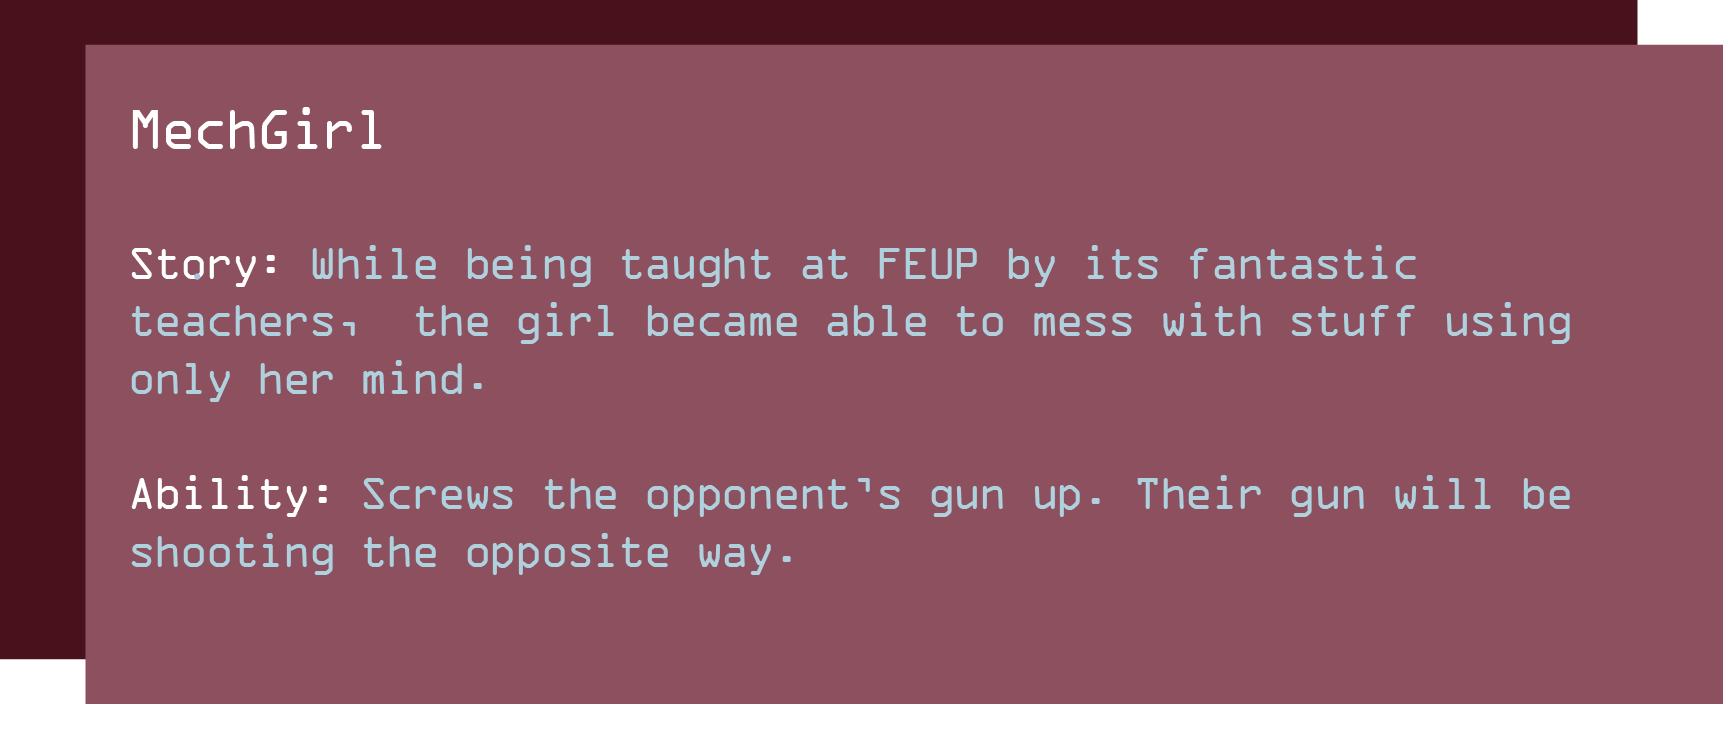 MechGirl
Story: While being taught at FEUP by its fantastic
teachers,  the girl became able to mess with stuff using
only her mind.
Ability: Screws the opponent's gun up. Their gun will be
shooting the opposite way.